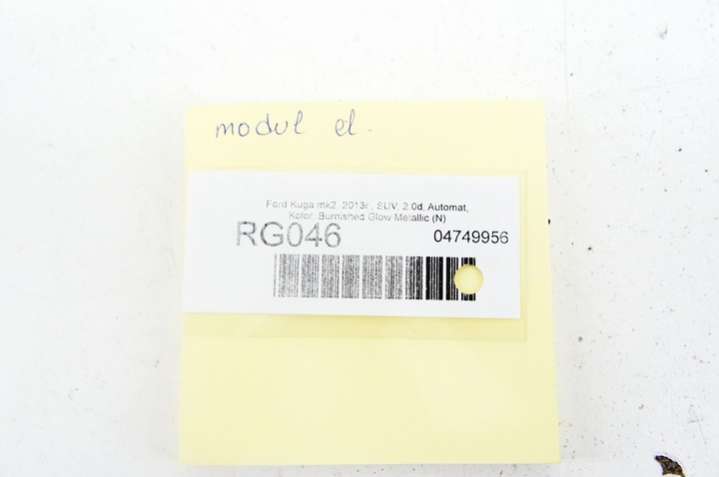 modul el.
Ford Kuga mk2, 2013r., SUV, 2.0d, Automat,
Kolor: Burnished Glow Metallic (N)
RG046
04749956